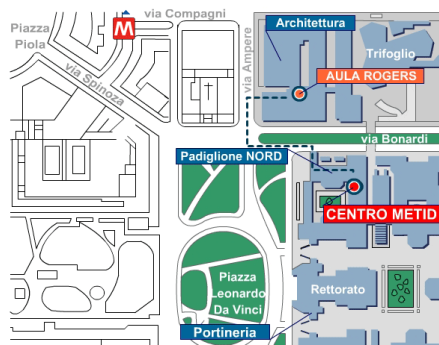 via Compagni
Architettura
Piazza
Piola
M
Trifoglio
via Spinoza
via Ampere
AULA ROGERS
via Bonardi
Padiglione NORD
CENTRO METID
Piazza
Leonardo
Da Vinci
Rettorato
Portineria